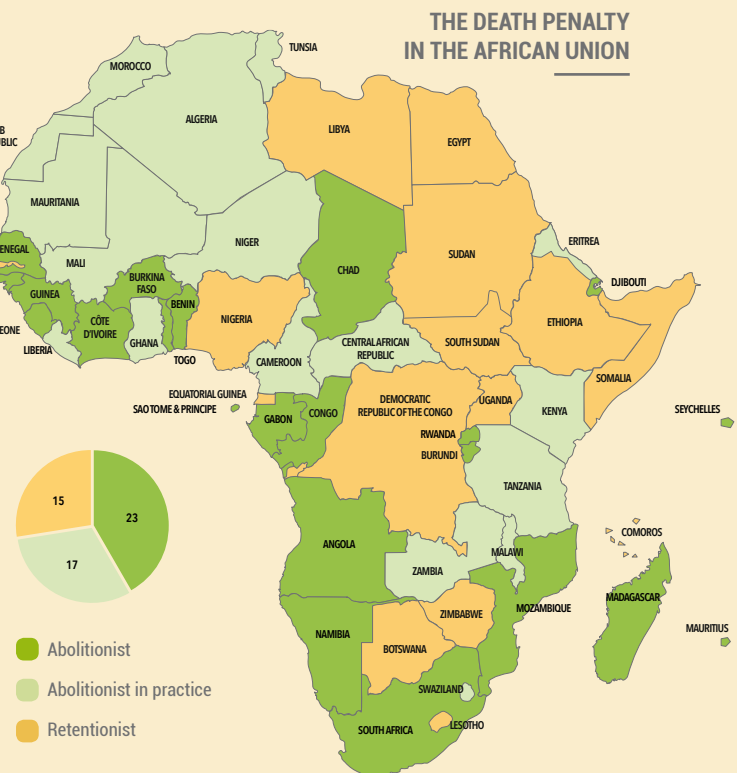 THE DEATH PENALTY
IN THE AFRICAN UNION
TUNSIA
MOROCCO
ALGERIA
LIBYA
EGYPT
B
BLIC
MAURITANIA
NIGER
MALI
ENEGAL
CHAD
SUDAN
ERITREA
DJIBOUTI
BURKINA
FASO
GUINEA
BENIN
CÔTE
D'IVOIRE
GHANA
NIGERIA
ETHIOPIA
EONE
LIBERIA
TOGO
CAMEROON
CENTRAL AFRICAN
REPUBLIC
SOUTH SUDAN
SOMALIA
EQUATORIAL GUINEA
SAO TOME & PRINCIPE
GABON
CONGO
DEMOCRATIC
REPUBLIC OF THE CONGO
UGANDA
KENYA
SEYCHELLES
RWANDA
BURUNDI
TANZANIA
ANGOLA
MALAWI
COMOROS
ZAMBIA
MOZAMBIQUE
MADAGASCAR
ZIMBABWE
NAMIBIA
BOTSWANA
MAURITIUS
SWAZILAND
SOUTH AFRICA
LESOTHO
15
23
17
Abolitionist
Abolitionist in practice
Retentionist